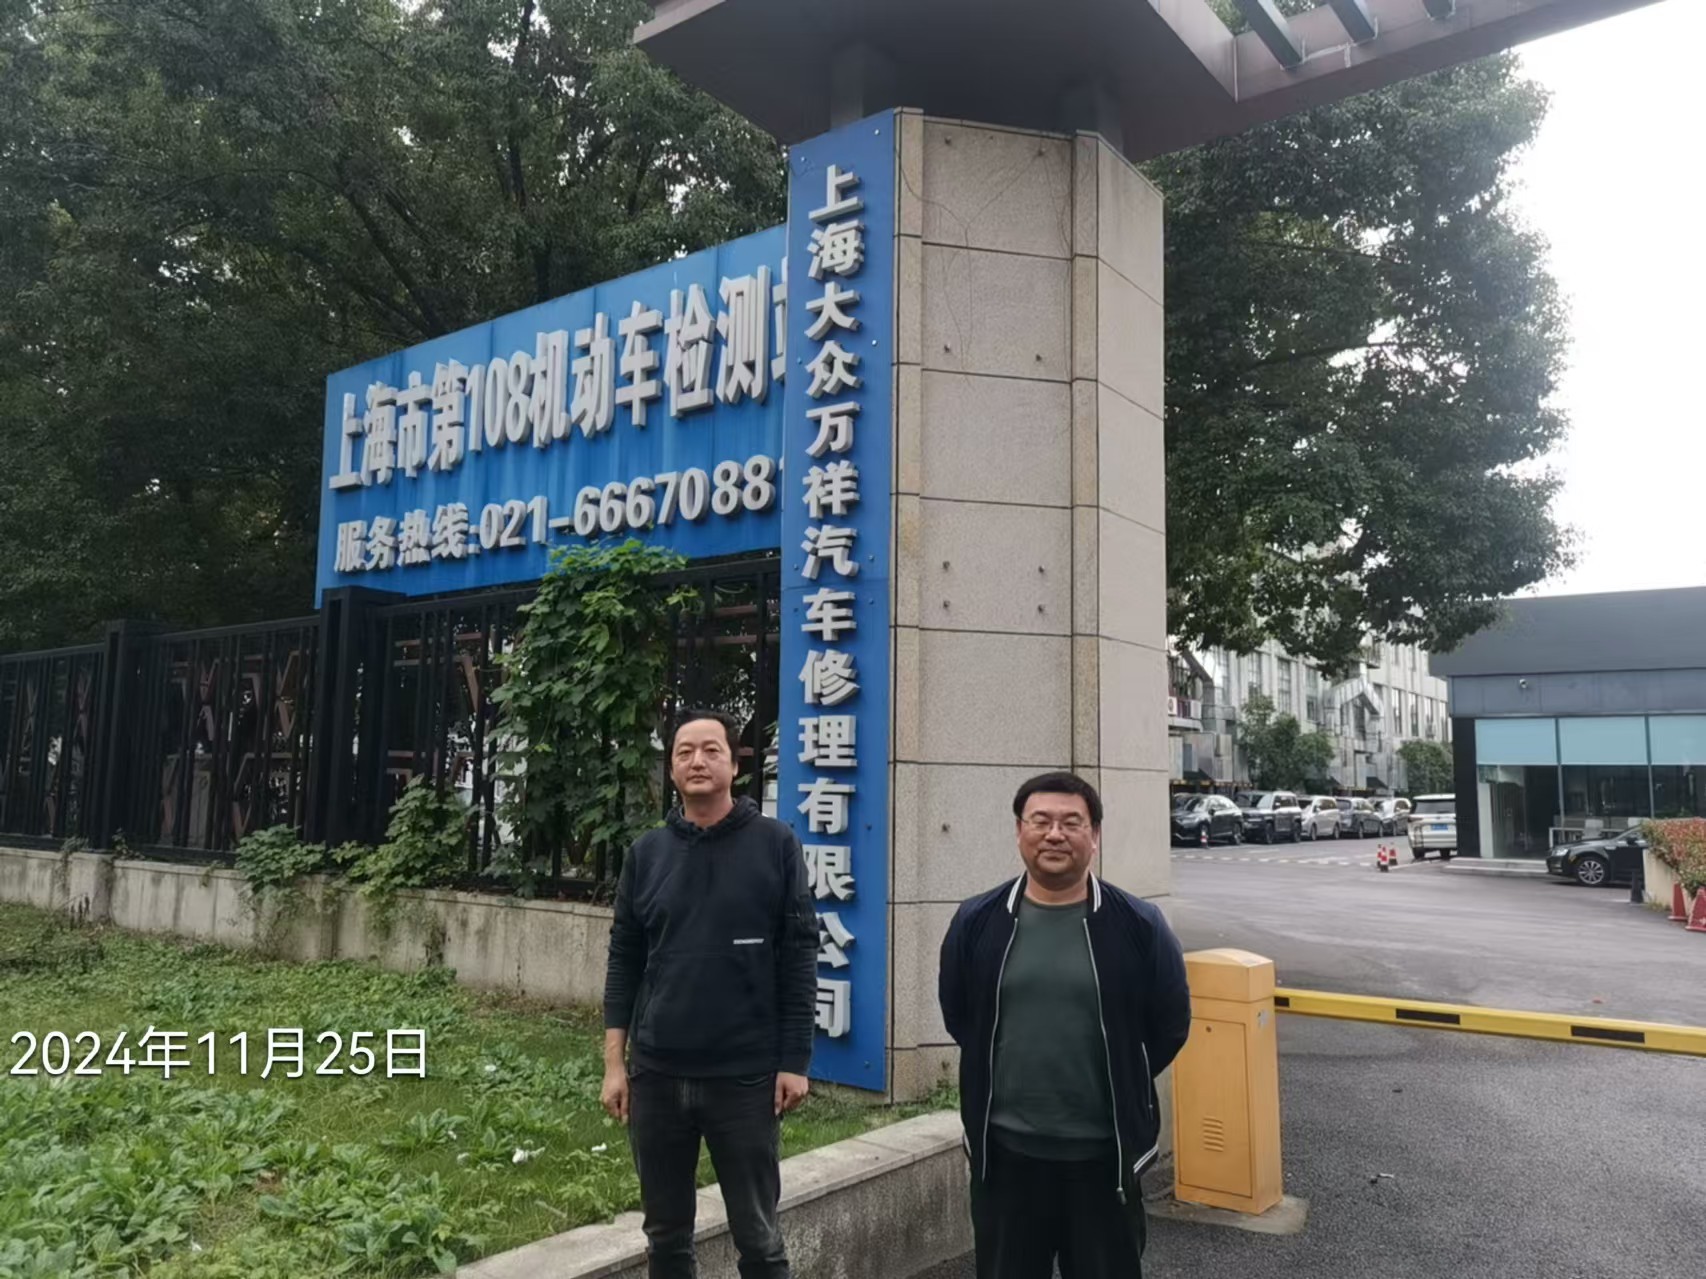 上海市第108机动车检测
服务热线:021-6667088
上海大众万祥汽车修理有限公司
2024年11月25日